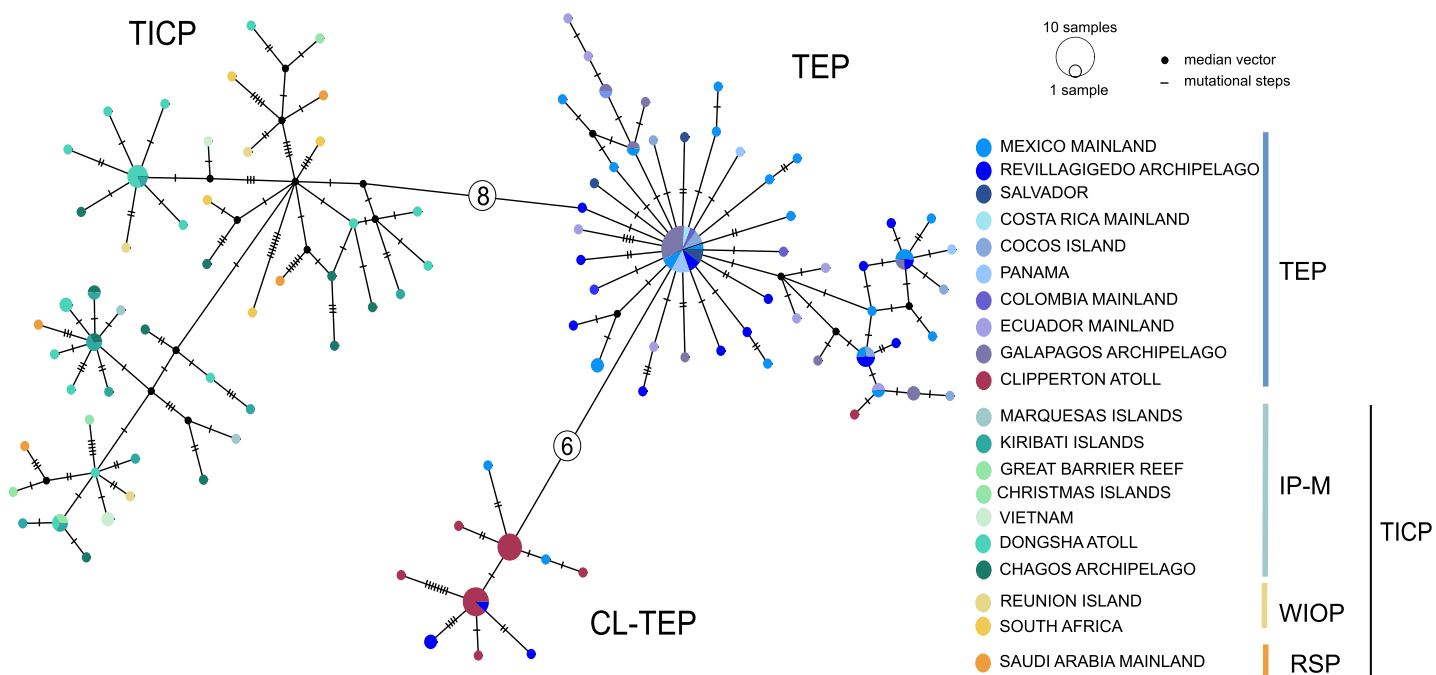 TICP
TEP
10 samples
1 sample
median vector
mutational steps
8
6
CL-TEP
MEXICO MAINLAND
REVILLAGIGEDO ARCHIPELAGO
SALVADOR
COSTA RICA MAINLAND
COCOS ISLAND
PANAMA
COLOMBIA MAINLAND
ECUADOR MAINLAND
GALAPAGOS ARCHIPELAGO
CLIPPERTON ATOLL
TEP
MARQUESAS ISLANDS
KIRIBATI ISLANDS
GREAT BARRIER REEF
CHRISTMAS ISLANDS
VIETNAM
DONGSHA ATOLL
CHAGOS ARCHIPELAGO
IP-M
REUNION ISLAND
SOUTH AFRICA
WIOP
SAUDI ARABIA MAINLAND
RSP
TICP